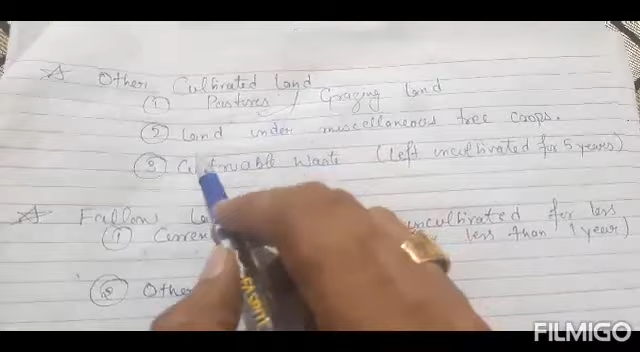 ☆ Other Cultivated Land
① Pastures / Grazing Land
② Land under miscellaneous tree crops.
③ Culturable Waste (left uncultivated for 5 years)
☆ Fallow uncultivated for less
① less than 1 year)
② Other
FILMIGO